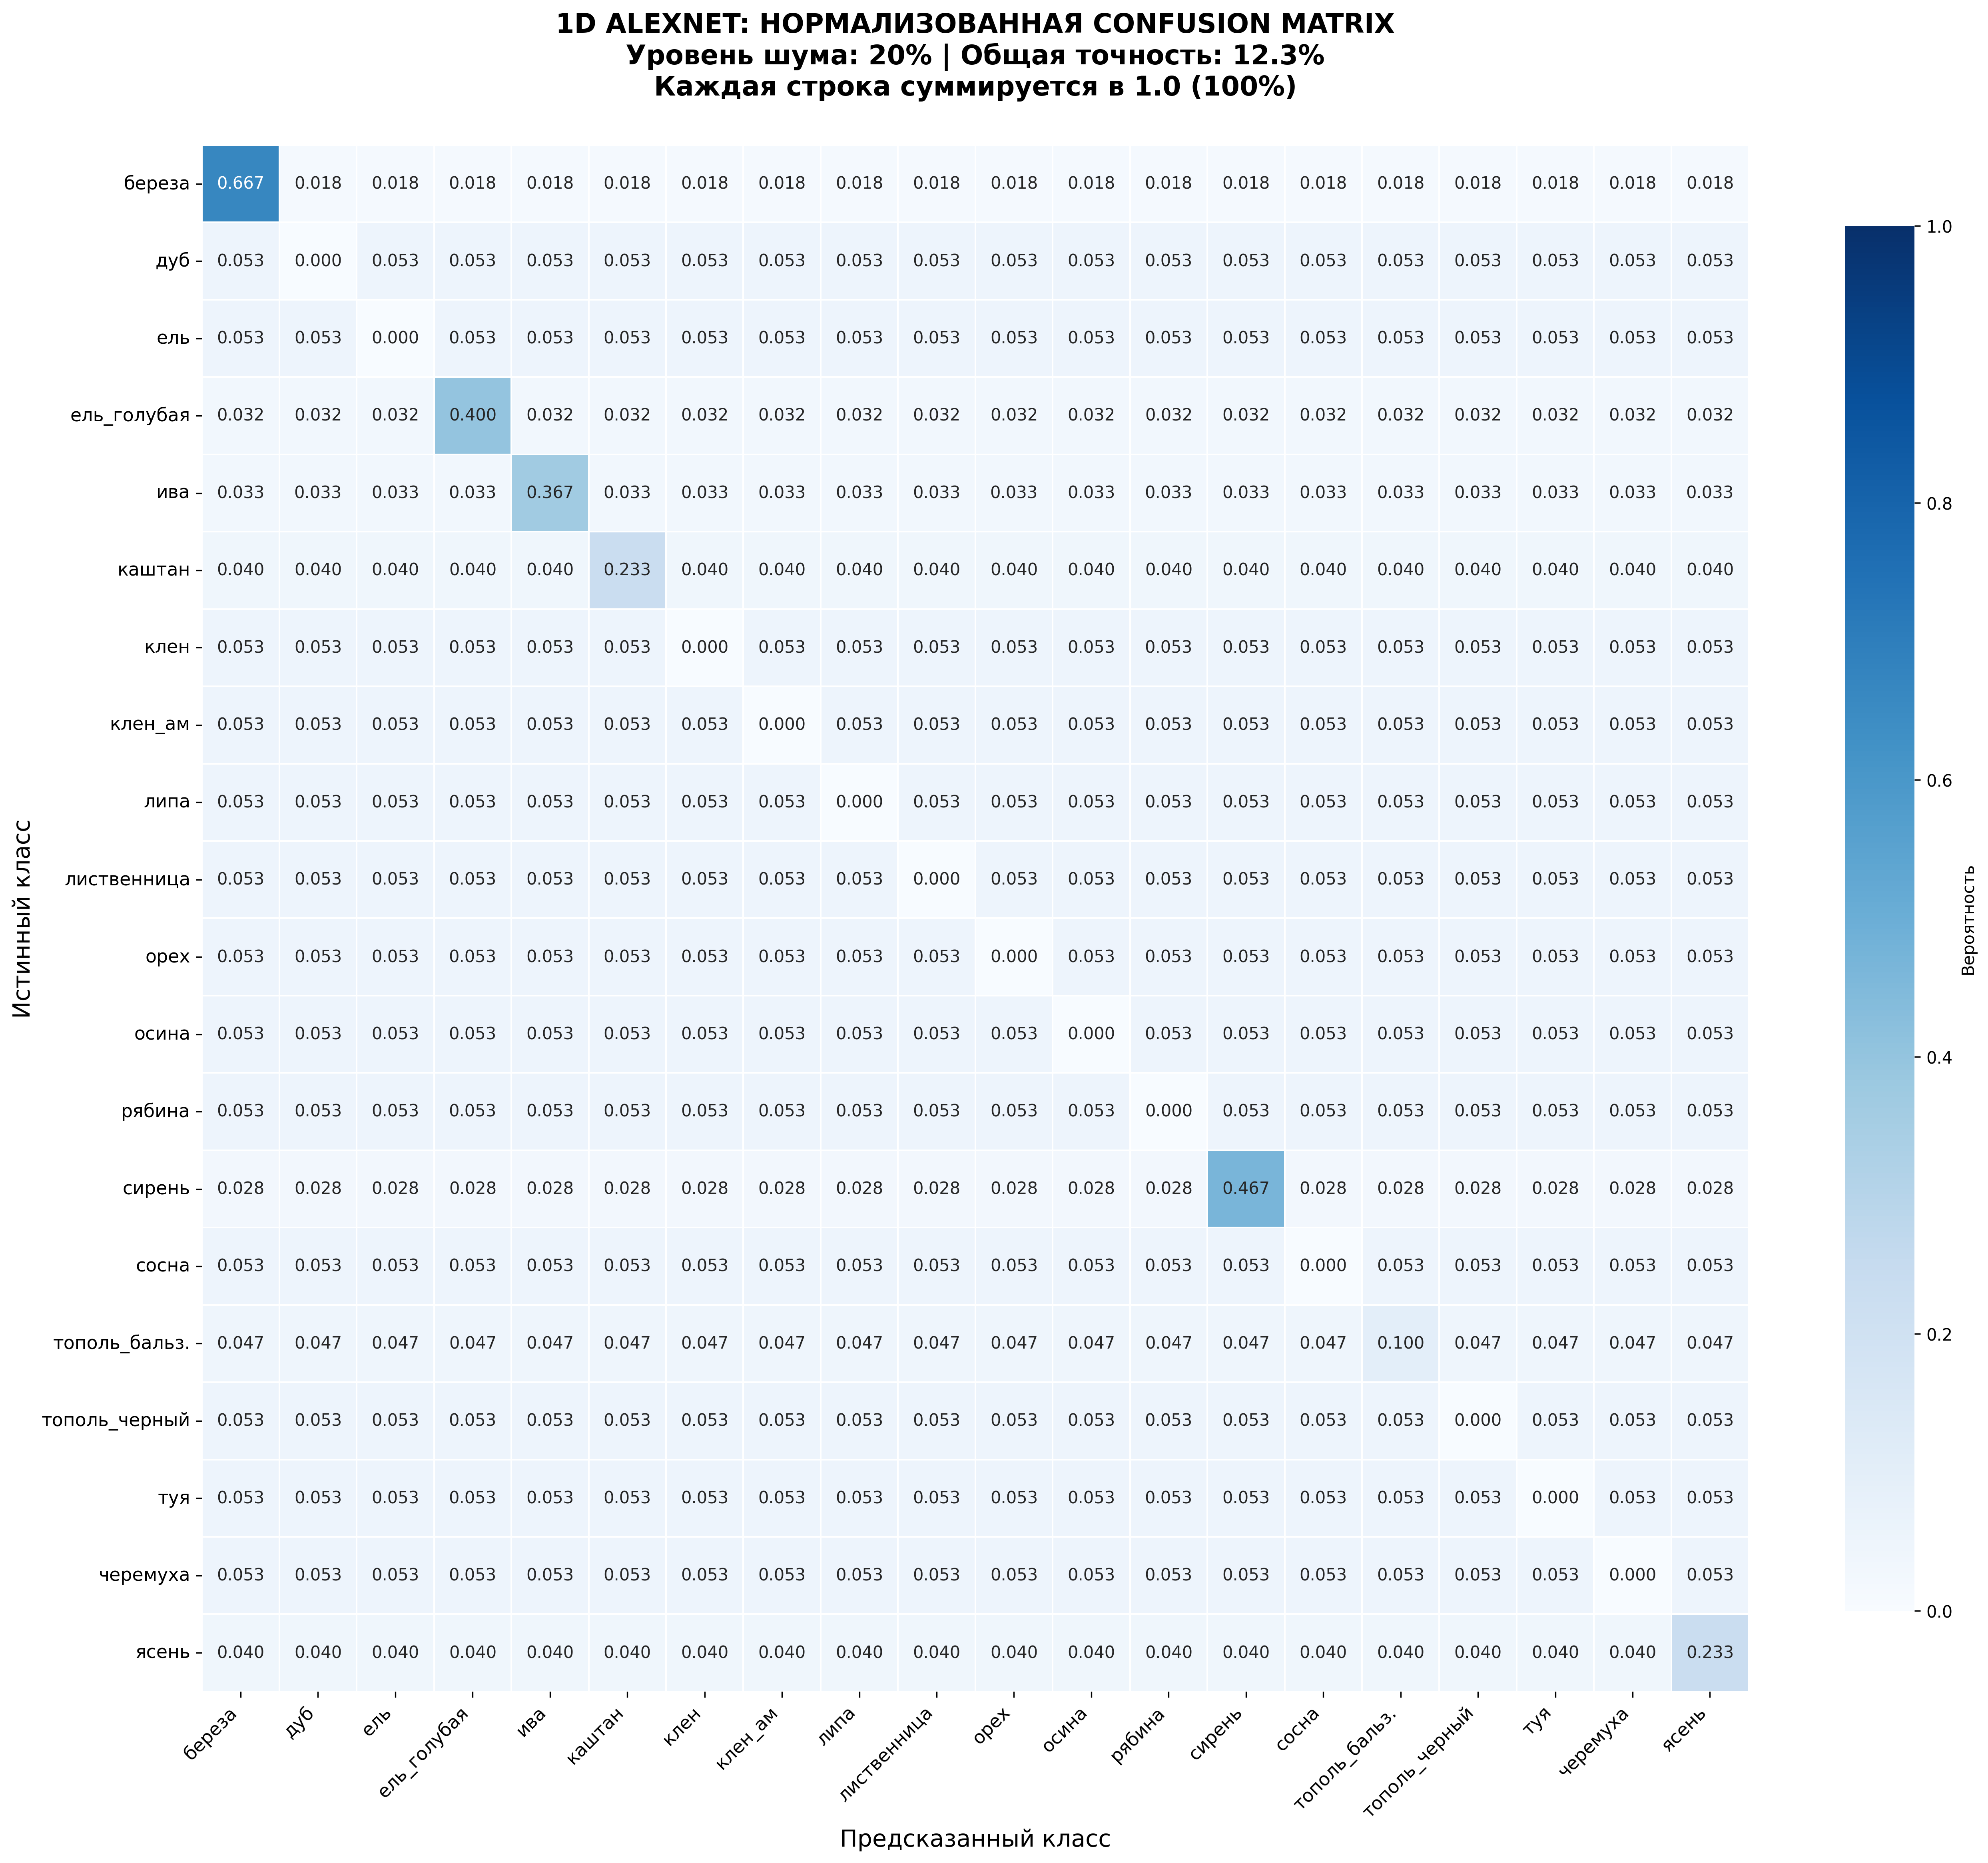 1D ALEXNET: НОРМАЛИЗОВАННАЯ CONFUSION MATRIX
Уровень шума: 20% | Общая точность: 12.3%
Каждая строка суммируется в 1.0 (100%)
береза 0.667 0.018 0.018 0.018 0.018 0.018 0.018 0.018 0.018 0.018 0.018 0.018 0.018 0.018 0.018 0.018 0.018 0.018 0.018 0.018
дуб 0.053 0.000 0.053 0.053 0.053 0.053 0.053 0.053 0.053 0.053 0.053 0.053 0.053 0.053 0.053 0.053 0.053 0.053 0.053 0.053
ель 0.053 0.053 0.000 0.053 0.053 0.053 0.053 0.053 0.053 0.053 0.053 0.053 0.053 0.053 0.053 0.053 0.053 0.053 0.053 0.053
ель_голубая 0.032 0.032 0.032 0.400 0.032 0.032 0.032 0.032 0.032 0.032 0.032 0.032 0.032 0.032 0.032 0.032 0.032 0.032 0.032 0.032
ива 0.033 0.033 0.033 0.033 0.367 0.033 0.033 0.033 0.033 0.033 0.033 0.033 0.033 0.033 0.033 0.033 0.033 0.033 0.033 0.033
каштан 0.040 0.040 0.040 0.040 0.040 0.233 0.040 0.040 0.040 0.040 0.040 0.040 0.040 0.040 0.040 0.040 0.040 0.040 0.040 0.040
клен 0.053 0.053 0.053 0.053 0.053 0.053 0.000 0.053 0.053 0.053 0.053 0.053 0.053 0.053 0.053 0.053 0.053 0.053 0.053 0.053
клен_ам 0.053 0.053 0.053 0.053 0.053 0.053 0.053 0.000 0.053 0.053 0.053 0.053 0.053 0.053 0.053 0.053 0.053 0.053 0.053 0.053
липа 0.053 0.053 0.053 0.053 0.053 0.053 0.053 0.053 0.000 0.053 0.053 0.053 0.053 0.053 0.053 0.053 0.053 0.053 0.053 0.053
лиственница 0.053 0.053 0.053 0.053 0.053 0.053 0.053 0.053 0.053 0.000 0.053 0.053 0.053 0.053 0.053 0.053 0.053 0.053 0.053 0.053
орех 0.053 0.053 0.053 0.053 0.053 0.053 0.053 0.053 0.053 0.053 0.000 0.053 0.053 0.053 0.053 0.053 0.053 0.053 0.053 0.053
осина 0.053 0.053 0.053 0.053 0.053 0.053 0.053 0.053 0.053 0.053 0.053 0.000 0.053 0.053 0.053 0.053 0.053 0.053 0.053 0.053
рябина 0.053 0.053 0.053 0.053 0.053 0.053 0.053 0.053 0.053 0.053 0.053 0.053 0.000 0.053 0.053 0.053 0.053 0.053 0.053 0.053
сирень 0.028 0.028 0.028 0.028 0.028 0.028 0.028 0.028 0.028 0.028 0.028 0.028 0.028 0.467 0.028 0.028 0.028 0.028 0.028 0.028
сосна 0.053 0.053 0.053 0.053 0.053 0.053 0.053 0.053 0.053 0.053 0.053 0.053 0.053 0.053 0.000 0.053 0.053 0.053 0.053 0.053
тополь_бальз. 0.047 0.047 0.047 0.047 0.047 0.047 0.047 0.047 0.047 0.047 0.047 0.047 0.047 0.047 0.047 0.100 0.047 0.047 0.047 0.047
тополь_черный 0.053 0.053 0.053 0.053 0.053 0.053 0.053 0.053 0.053 0.053 0.053 0.053 0.053 0.053 0.053 0.053 0.000 0.053 0.053 0.053
туя 0.053 0.053 0.053 0.053 0.053 0.053 0.053 0.053 0.053 0.053 0.053 0.053 0.053 0.053 0.053 0.053 0.053 0.000 0.053 0.053
черемуха 0.053 0.053 0.053 0.053 0.053 0.053 0.053 0.053 0.053 0.053 0.053 0.053 0.053 0.053 0.053 0.053 0.053 0.053 0.000 0.053
ясень 0.040 0.040 0.040 0.040 0.040 0.040 0.040 0.040 0.040 0.040 0.040 0.040 0.040 0.040 0.040 0.040 0.040 0.040 0.040 0.233
береза дуб ель ель_голубая ива каштан клен клен_ам липа лиственница орех осина рябина сирень сосна тополь_бальз. тополь_черный туя черемуха ясень
Предсказанный класс
Истинный класс
1.0
0.8
0.6
0.4
0.2
0.0
Вероятность